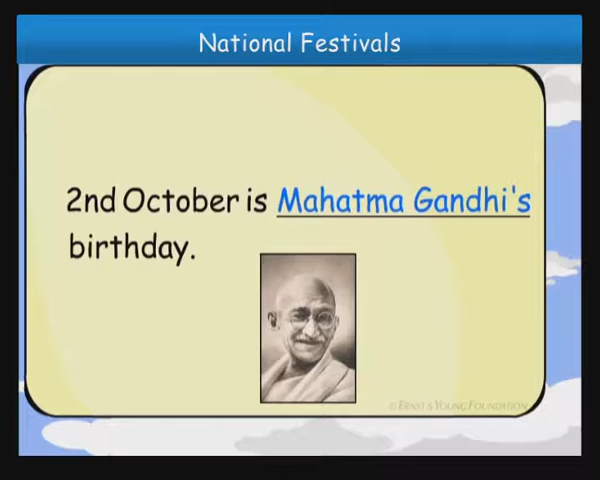 National Festivals
2nd October is Mahatma Gandhi's
birthday.
© ERNST & YOUNG FOUNDATION